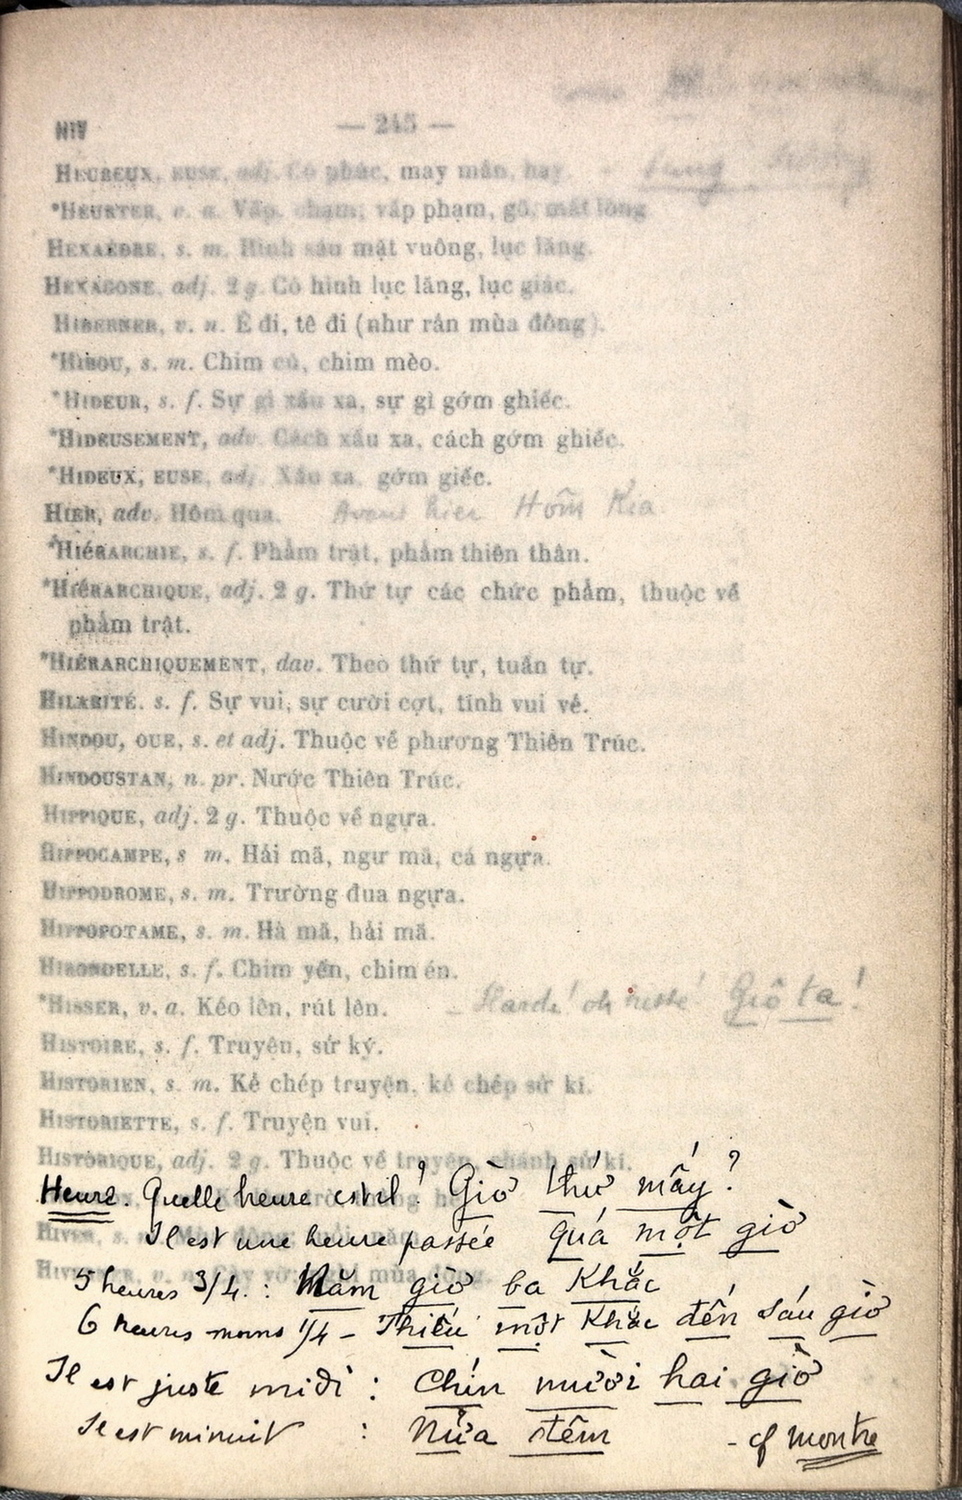 HIV — 245 —
HEUREUX, EUSE, adj. Có phúc, may mắn, hay.
*HEURTER, v. a. Vấp, chạm, vấp phạm, gõ, mất lòng
HEXAÈDRE, s. m. Hình sáu mặt vuông, lục lăng.
HEXAGONE, adj. 2 g. Có hình lục lăng, lục giác.
HIBERNER, v. n. Ê đi, tê đi (như rắn mùa đông).
*HIBOU, s. m. Chim cú, chim mèo.
*HIDEUR, s. f. Sự gì xấu xa, sự gì gớm ghiếc.
*HIDEUSEMENT, adv. Cách xấu xa, cách gớm ghiếc.
*HIDEUX, EUSE, adj. Xấu xa, gớm giếc.
HIER, adv. Hôm qua. Avant hier Hôm Kia
*HIÉRARCHIE, s. f. Phẩm trật, phẩm thiên thần.
*HIÉRARCHIQUE, adj. 2 g. Thứ tự các chức phẩm, thuộc về
phẩm trật.
*HIÉRARCHIQUEMENT, dav. Theo thứ tự, tuần tự.
HILARITÉ. s. f. Sự vui, sự cười cợt, tính vui vẻ.
HINDOU, OUE, s. et adj. Thuộc về phương Thiên Trúc.
HINDOUSTAN, n. pr. Nước Thiên Trúc.
HIPPIQUE, adj. 2 g. Thuộc về ngựa.
HIPPOCAMPE, s m. Hải mã, ngư mã, cá ngựa.
HIPPODROME, s. m. Trường đua ngựa.
HIPPOPOTAME, s. m. Hà mã, hải mã.
HIRONDELLE, s. f. Chim yến, chim én.
*HISSER, v. a. Kéo lên, rút lên. Giô ta!
HISTOIRE, s. f. Truyện, sử ký.
HISTORIEN, s. m. Kẻ chép truyện, kẻ chép sử kí.
HISTORIETTE, s. f. Truyện vui.
HISTORIQUE, adj. 2 g. Thuộc về truyện, sử kí.
Heure. Quelle heure est il? Giờ thứ mấy?
Il est une heure passée quá một giờ
5 heures 3/4. : Năm giờ ba Khắc
6 heures moins 1/4 – Thiếu một Khắc đến Sáu giờ
Il est juste midi : Chín mười hai giờ
Il est minuit : Nửa đêm - cf montre